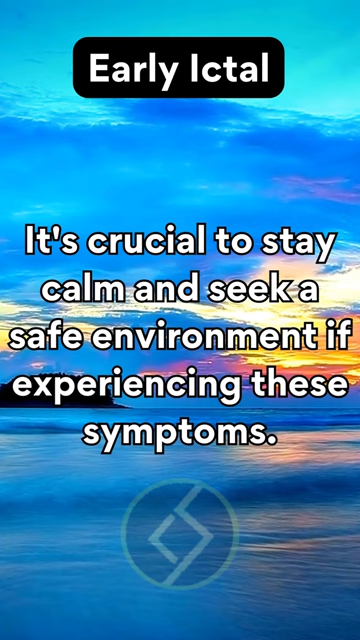 Early Ictal
It's crucial to stay
calm and seek a
safe environment if
experiencing these
symptoms.